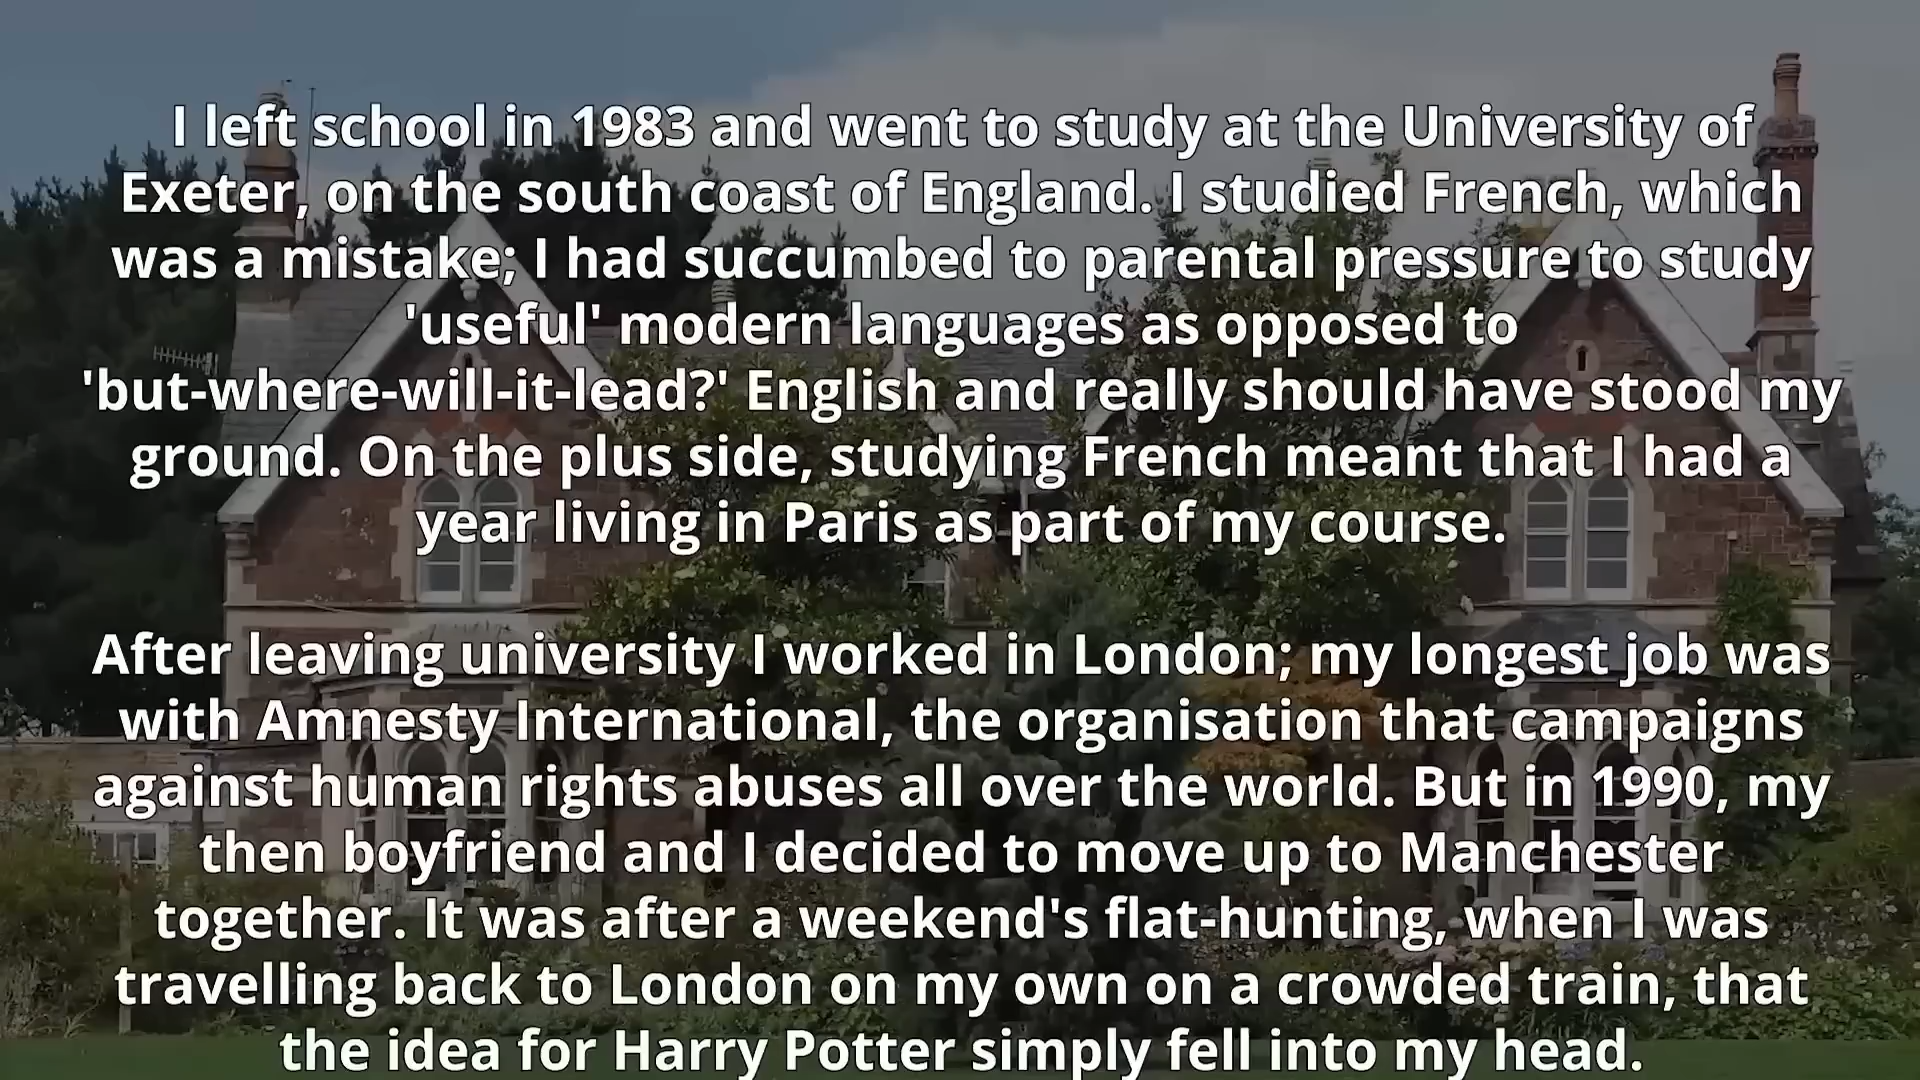 I left school in 1983 and went to study at the University of
Exeter, on the south coast of England. I studied French, which
was a mistake; I had succumbed to parental pressure to study
'useful' modern languages as opposed to
'but-where-will-it-lead?' English and really should have stood my
ground. On the plus side, studying French meant that I had a
year living in Paris as part of my course.
After leaving university I worked in London; my longest job was
with Amnesty International, the organisation that campaigns
against human rights abuses all over the world. But in 1990, my
then boyfriend and I decided to move up to Manchester
together. It was after a weekend's flat-hunting, when I was
travelling back to London on my own on a crowded train, that
the idea for Harry Potter simply fell into my head.